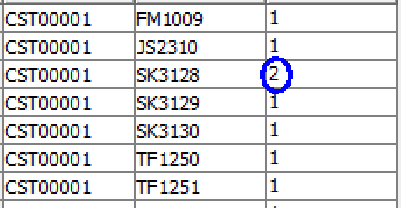 CST00001 FM1009 1
CST00001 JS2310 1
CST00001 SK3128 2
CST00001 SK3129 1
CST00001 SK3130 1
CST00001 TF1250 1
CST00001 TF1251 1